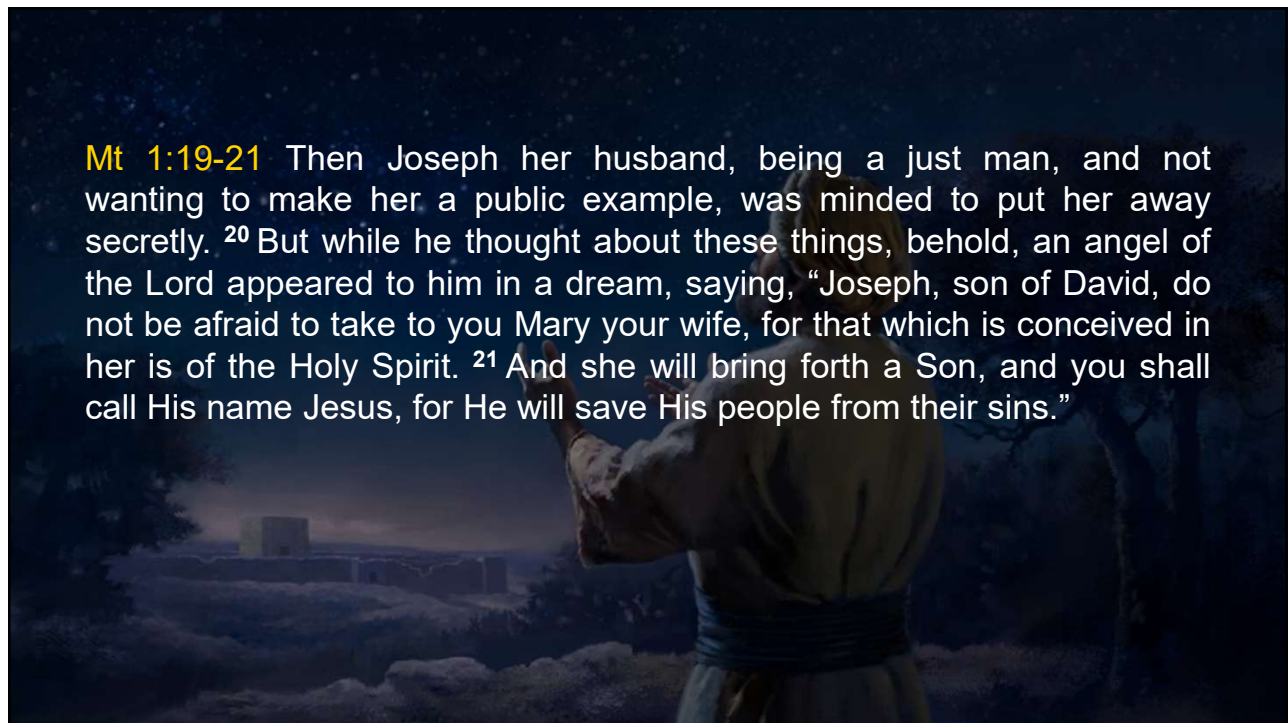 Mt 1:19-21 Then Joseph her husband, being a just man, and not
wanting to make her a public example, was minded to put her away
secretly. 20 But while he thought about these things, behold, an angel of
the Lord appeared to him in a dream, saying, “Joseph, son of David, do
not be afraid to take to you Mary your wife, for that which is conceived in
her is of the Holy Spirit. 21 And she will bring forth a Son, and you shall
call His name Jesus, for He will save His people from their sins.”